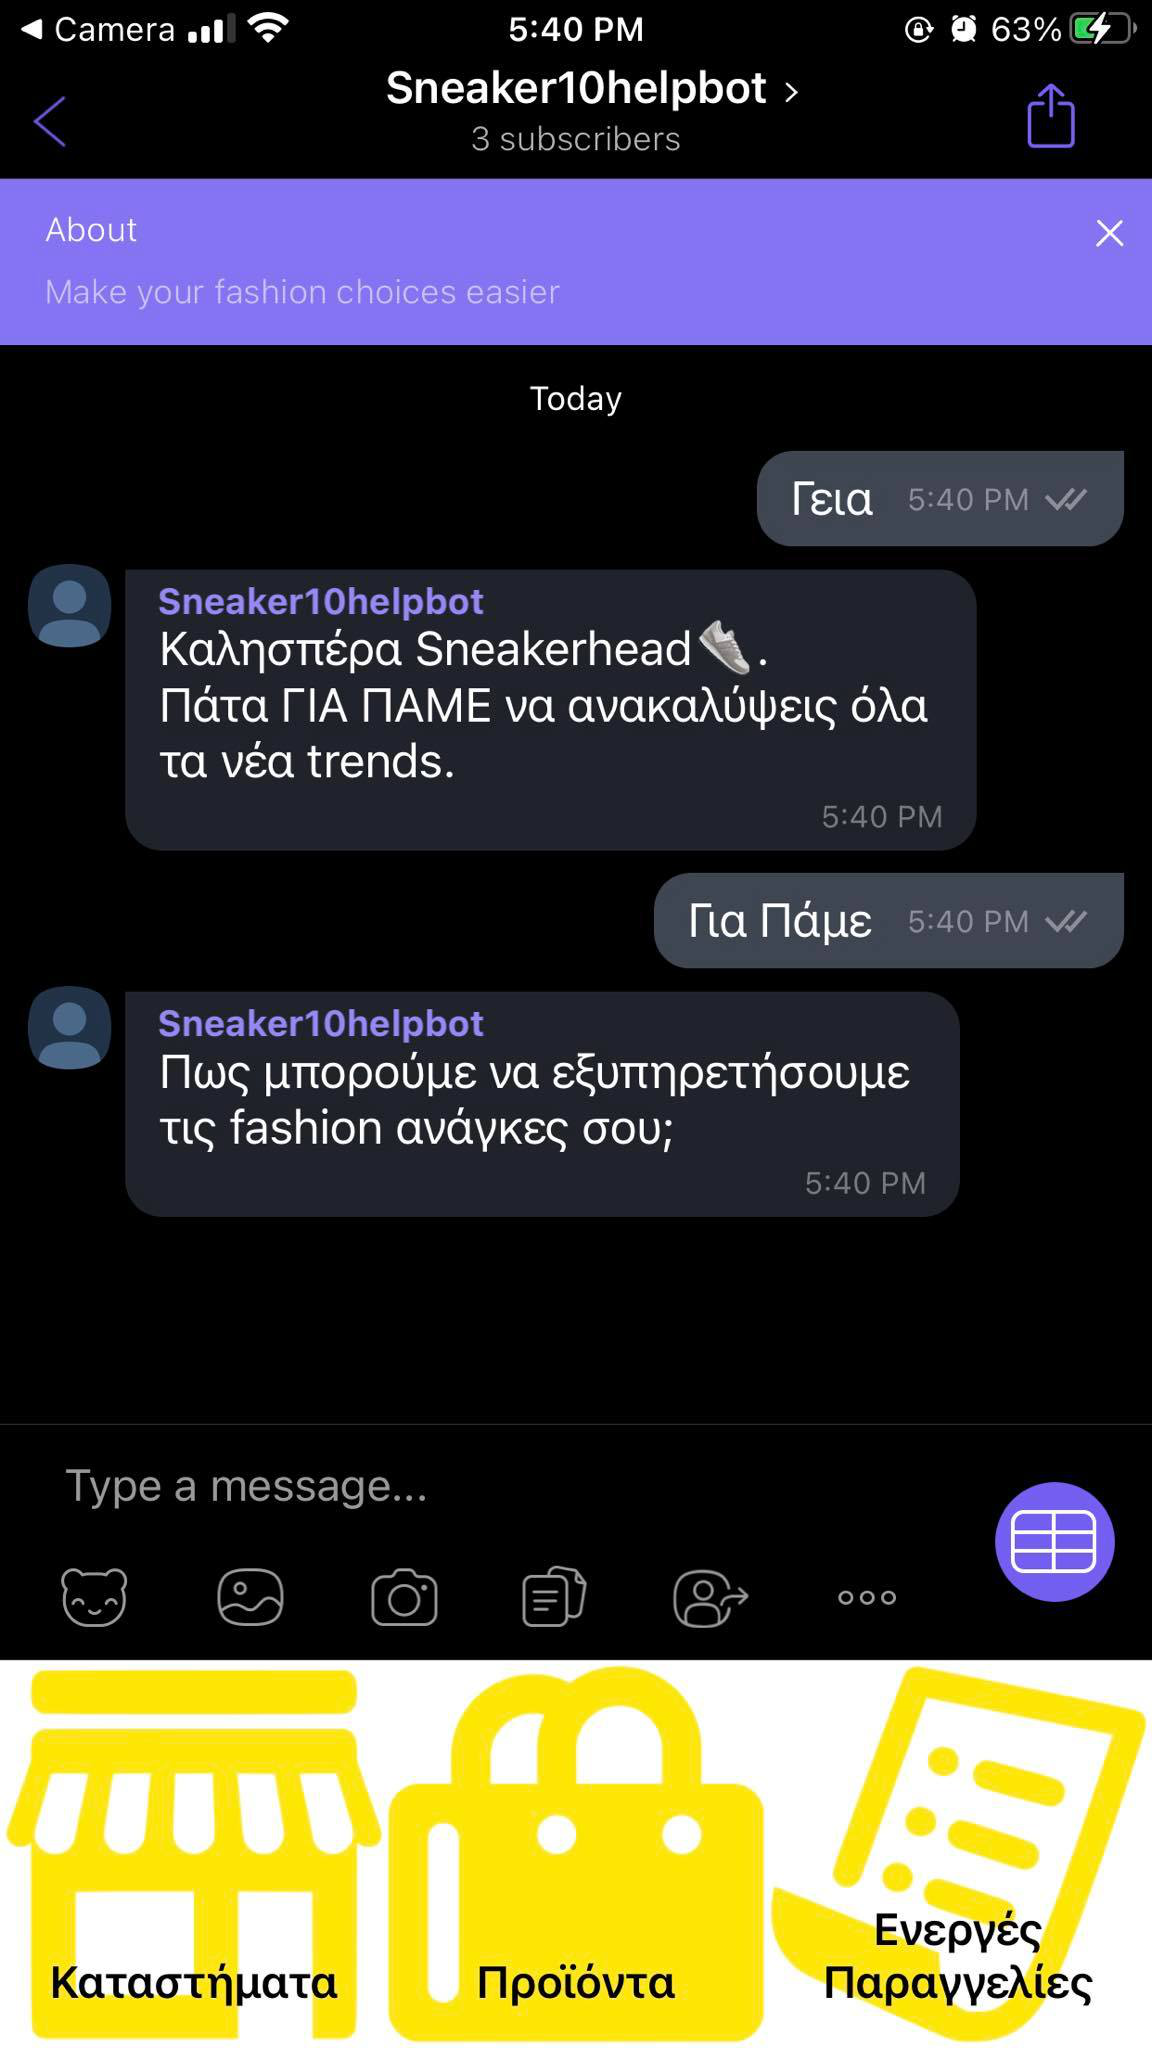 Camera
5:40 PM
63%
Sneaker10helpbot
3 subscribers
About
Make your fashion choices easier
Today
Γεια 5:40 PM
Sneaker10helpbot
Καλησπέρα Sneakerhead👟.
Πάτα ΓΙΑ ΠΑΜΕ να ανακαλύψεις όλα
τα νέα trends.
5:40 PM
Για Πάμε 5:40 PM
Sneaker10helpbot
Πως μπορούμε να εξυπηρετήσουμε
τις fashion ανάγκες σου;
5:40 PM
Type a message...
Καταστήματα
Προϊόντα
Ενεργές
Παραγγελίες